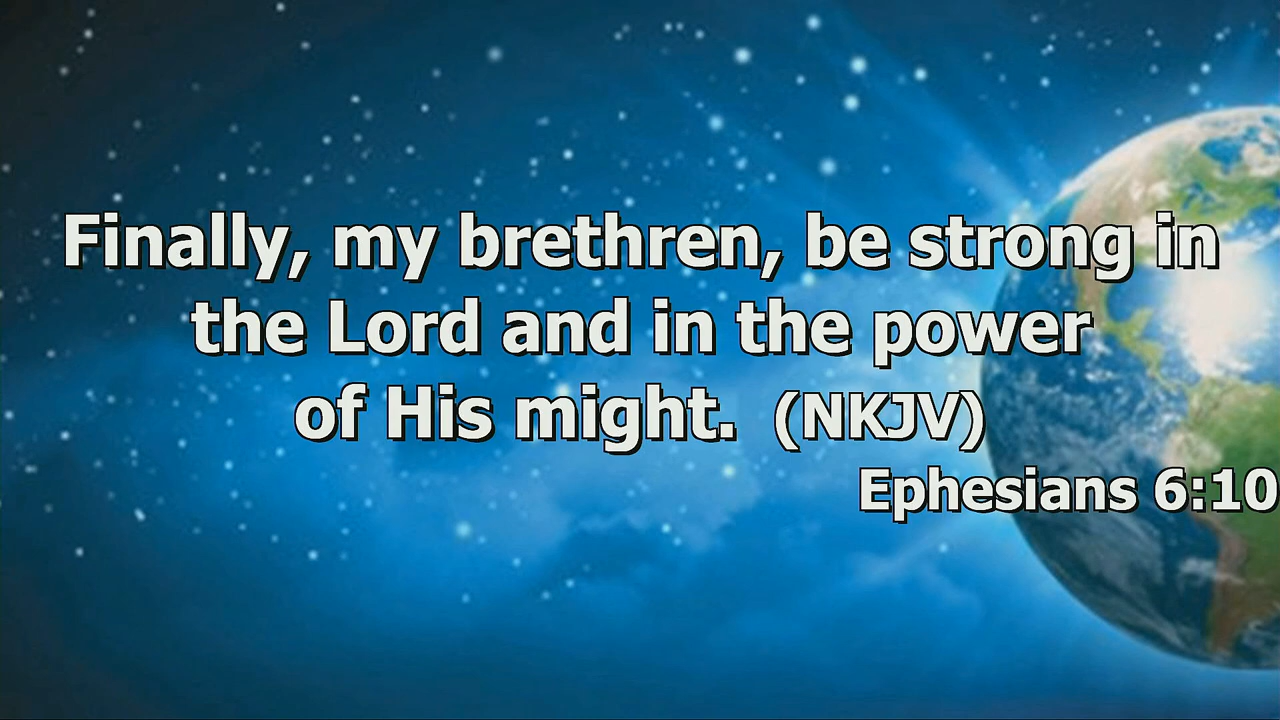 Finally, my brethren, be strong in
the Lord and in the power
of His might. (NKJV)
Ephesians 6:10